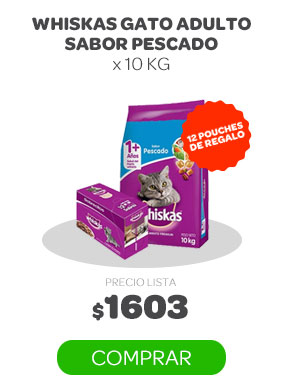 WHISKAS GATO ADULTO
SABOR PESCADO
x 10 KG
12 POUCHES
DE REGALO
1+
Años
Sabor
Pescado
whiskas
10kg
PRECIO LISTA
$1603
COMPRAR